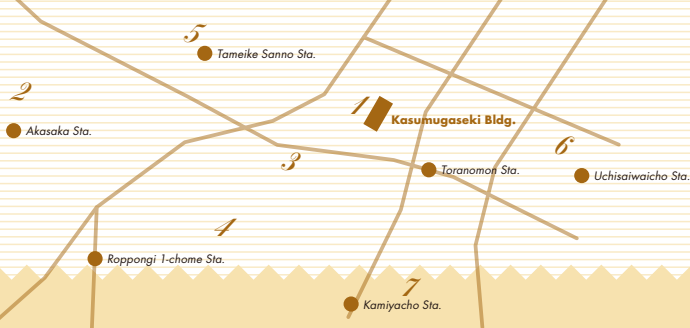 5
Tameike Sanno Sta.
2
Akasaka Sta.
1
Kasumugaseki Bldg.
6
3
Toranomon Sta.
Uchisaiwaicho Sta.
4
Roppongi 1-chome Sta.
7
Kamiyacho Sta.